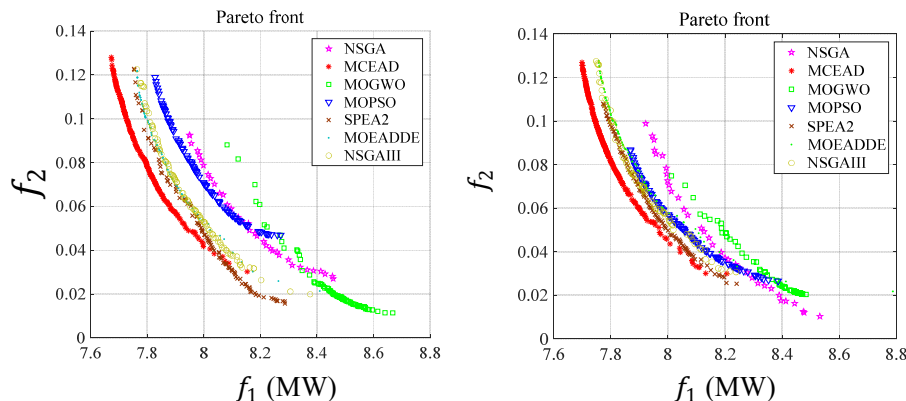 Pareto front
0.14
0.12
0.1
0.08
0.06
0.04
0.02
0
f2
7.6 7.8 8 8.2 8.4 8.6 8.8
f1 (MW)
NSGA
MCEAD
MOGWO
MOPSO
SPEA2
MOEADDE
NSGAIII
Pareto front
0.14
0.12
0.1
0.08
0.06
0.04
0.02
0
f2
7.6 7.8 8 8.2 8.4 8.6 8.8
f1 (MW)
NSGA
MCEAD
MOGWO
MOPSO
SPEA2
MOEADDE
NSGAIII